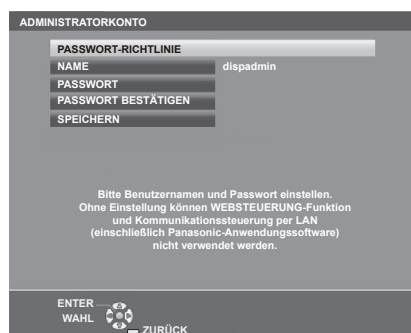 ADMINISTRATORKONTO
PASSWORT-RICHTLINIE
NAME dispadmin
PASSWORT
PASSWORT BESTÄTIGEN
SPEICHERN
Bitte Benutzernamen und Passwort einstellen.
Ohne Einstellung können WEBSTEUERUNG-Funktion
und Kommunikationssteuerung per LAN
(einschließlich Panasonic-Anwendungssoftware)
nicht verwendet werden.
ENTER
WAHL
ZURÜCK